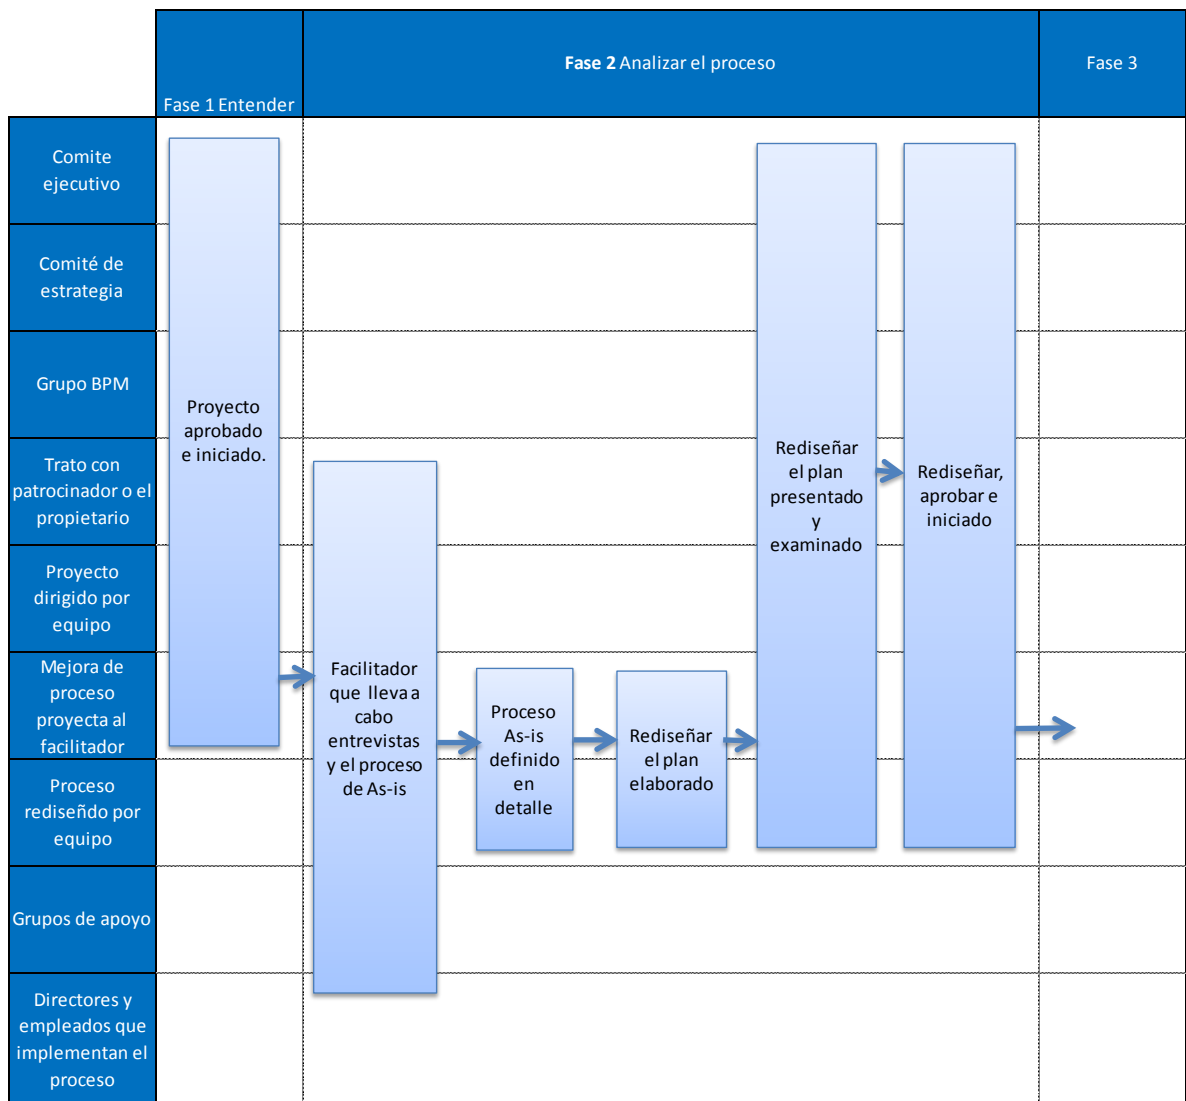 Fase 1 Entender
Fase 2 Analizar el proceso
Fase 3
Comite
ejecutivo
Comité de
estrategia
Grupo BPM
Trato con
patrocinador o el
propietario
Proyecto
dirigido por
equipo
Mejora de
proceso
proyecta al
facilitador
Proceso
rediseñdo por
equipo
Grupos de apoyo
Directores y
empleados que
implementan el
proceso
Proyecto
aprobado
e iniciado.
Facilitador
que lleva a
cabo
entrevistas
y el proceso
de As-is
Proceso
As-is
definido
en
detalle
Rediseñar
el plan
elaborado
Rediseñar
el plan
presentado
y
examinado
Rediseñar,
aprobar e
iniciado